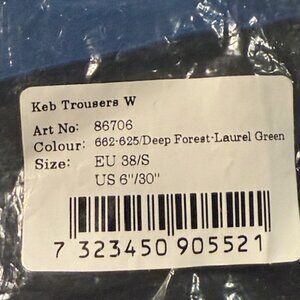 Keb Trousers W
Art No: 86706
Colour: 662-625/Deep Forest-Laurel Green
Size: EU 38/S
US 6"/30"
7 323450 905521